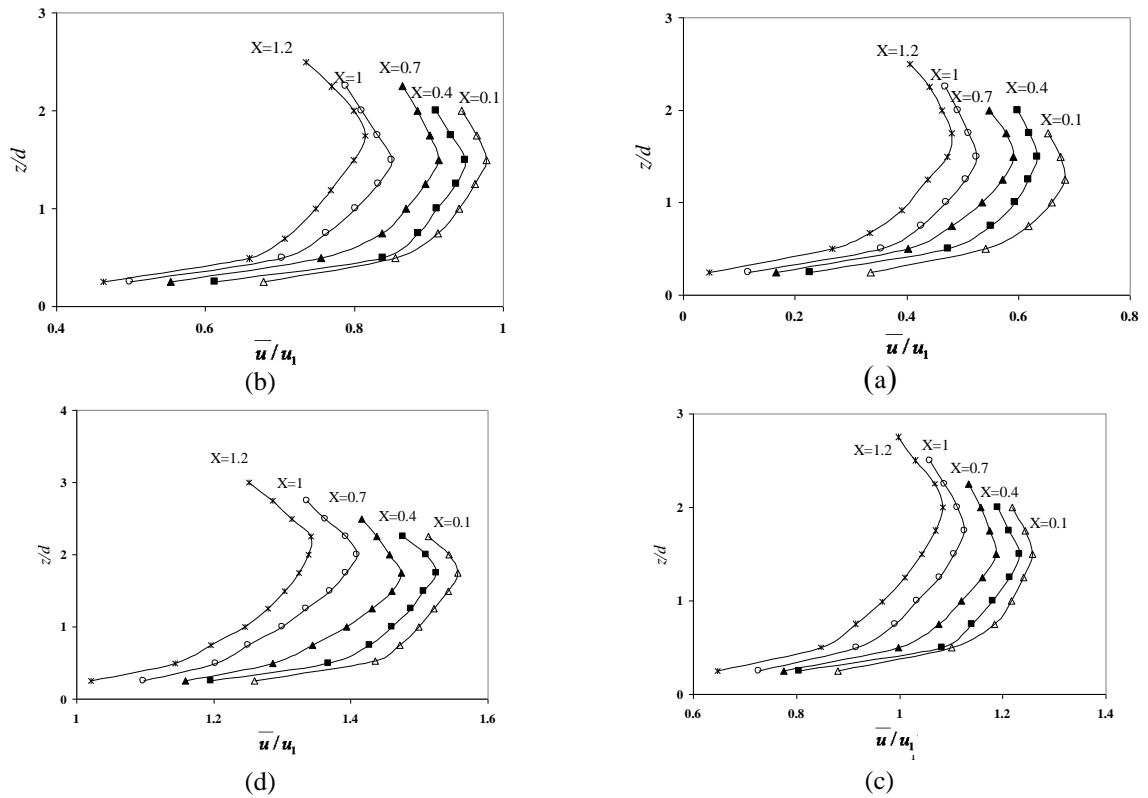 3
2
1
0
z/d
X=1.2
X=1
X=0.7
X=0.4
X=0.1
0.4 0.6 0.8 1
u̅/u₁
(b)
3
2
1
0
z/d
X=1.2
X=1
X=0.7
X=0.4
X=0.1
0 0.2 0.4 0.6 0.8
u̅/u₁
(a)
4
3
2
1
0
z/d
X=1.2
X=1
X=0.7
X=0.4
X=0.1
1 1.2 1.4 1.6
u̅/u₁
(d)
3
2
1
0
z/d
X=1.2
X=1
X=0.7
X=0.4
X=0.1
0.6 0.8 1 1.2 1.4
u̅/u₁
(c)